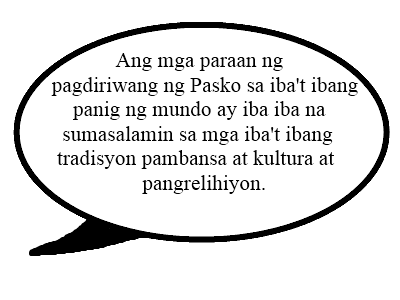 Ang mga paraan ng
pagdiriwang ng Pasko sa iba't ibang
panig ng mundo ay iba iba na
sumasalamin sa mga iba't ibang
tradisyon pambansa at kultura at
pangrelihiyon.